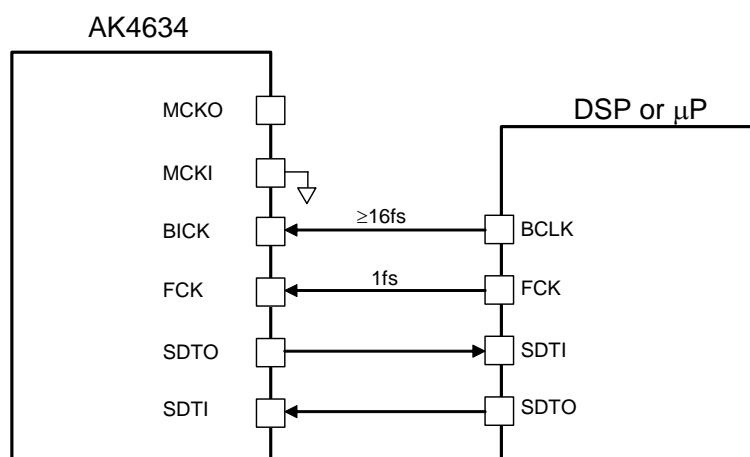 AK4634
DSP or μP
MCKO
MCKI
BICK
≥16fs
BCLK
FCK
1fs
FCK
SDTO
SDTI
SDTI
SDTO